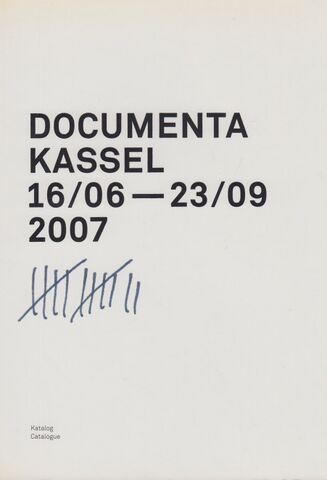 DOCUMENTA
KASSEL
16/06—23/09
2007
Katalog
Catalogue